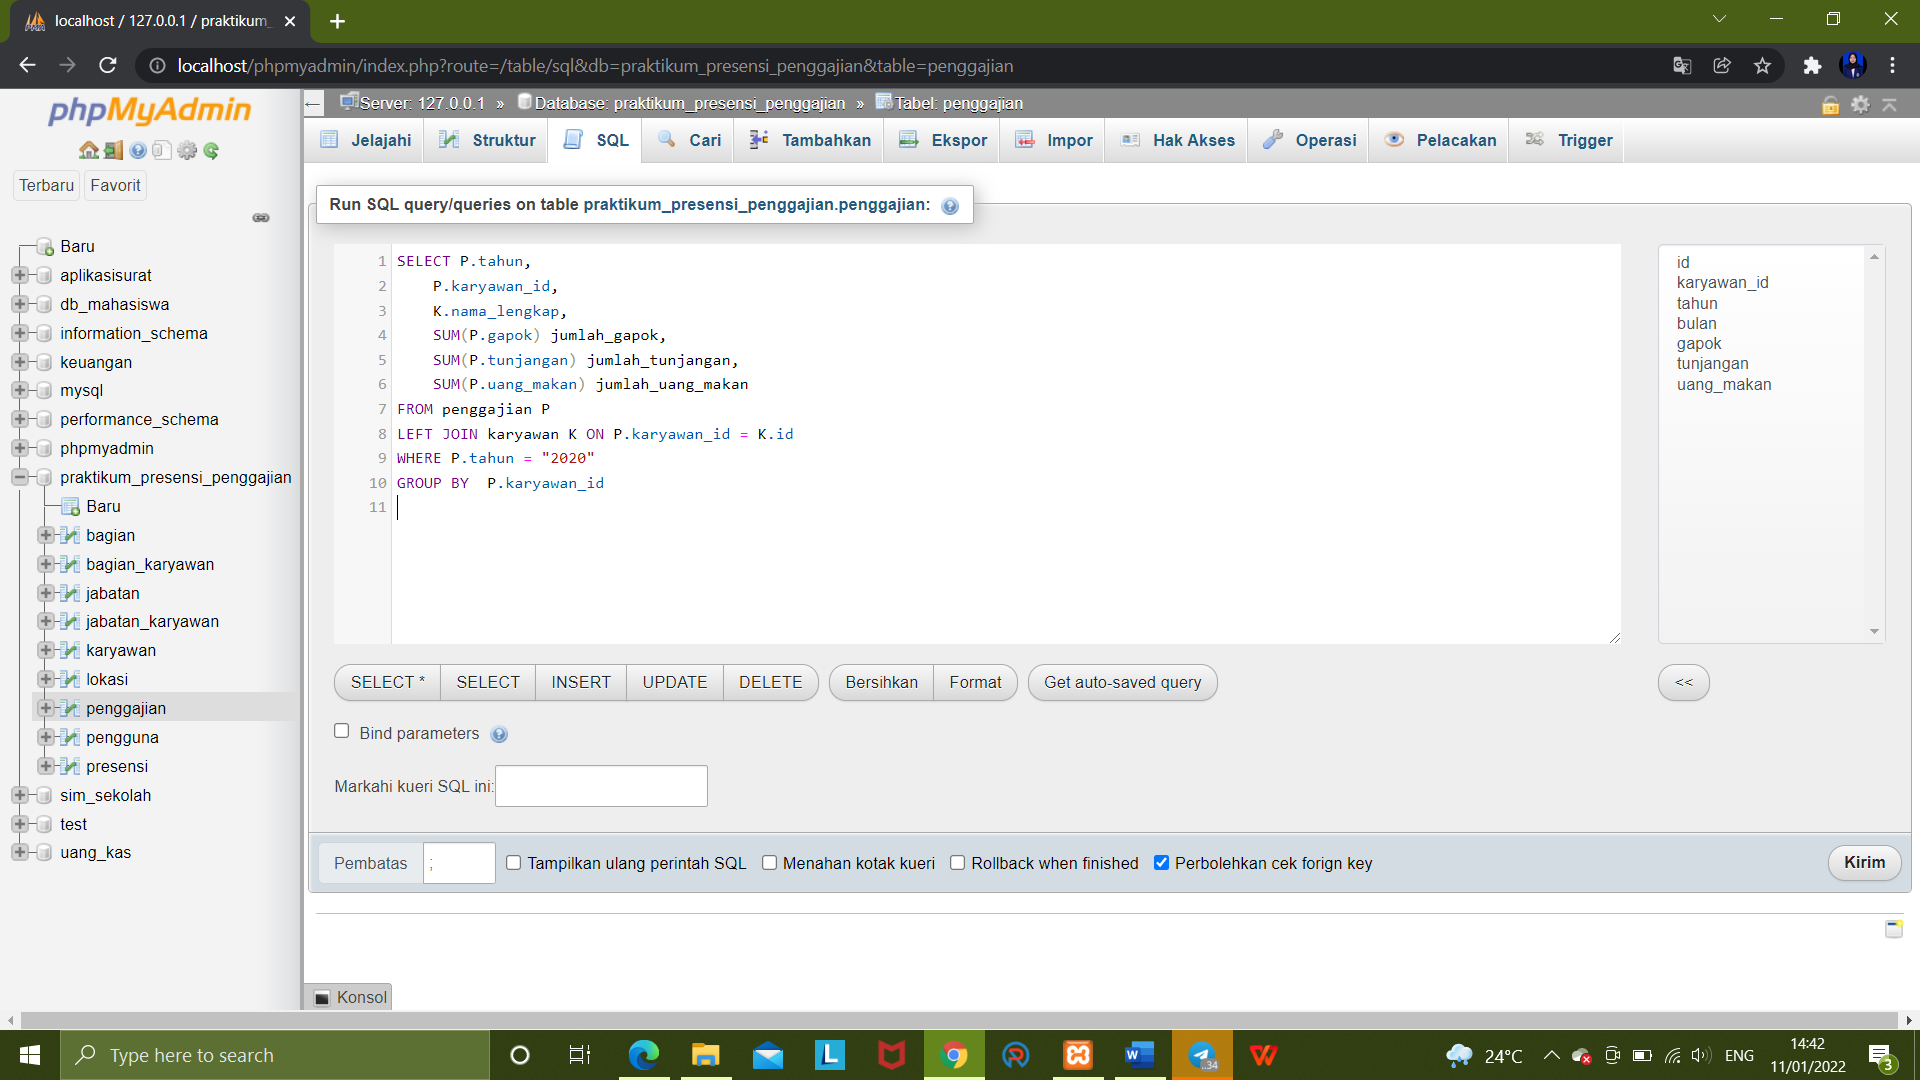 localhost / 127.0.0.1 / praktikum_
localhost/phpmyadmin/index.php?route=/table/sql&db=praktikum_presensi_penggajian&table=penggajian
phpMyAdmin
Terbaru Favorit
Baru
aplikasisurat
db_mahasiswa
information_schema
keuangan
mysql
performance_schema
phpmyadmin
praktikum_presensi_penggajian
Baru
bagian
bagian_karyawan
jabatan
jabatan_karyawan
karyawan
lokasi
penggajian
pengguna
presensi
sim_sekolah
test
uang_kas
Server: 127.0.0.1 » Database: praktikum_presensi_penggajian » Tabel: penggajian
Jelajahi Struktur SQL Cari Tambahkan Ekspor Impor Hak Akses Operasi Pelacakan Trigger
Run SQL query/queries on table praktikum_presensi_penggajian.penggajian:
1 SELECT P.tahun,
2 P.karyawan_id,
3 K.nama_lengkap,
4 SUM(P.gapok) jumlah_gapok,
5 SUM(P.tunjangan) jumlah_tunjangan,
6 SUM(P.uang_makan) jumlah_uang_makan
7 FROM penggajian P
8 LEFT JOIN karyawan K ON P.karyawan_id = K.id
9 WHERE P.tahun = "2020"
10 GROUP BY  P.karyawan_id
11
id
karyawan_id
tahun
bulan
gapok
tunjangan
uang_makan
SELECT * SELECT INSERT UPDATE DELETE Bersihkan Format Get auto-saved query <<
Bind parameters
Markahi kueri SQL ini:
Pembatas ; Tampilkan ulang perintah SQL Menahan kotak kueri Rollback when finished Perbolehkan cek forign key Kirim
Konsol
Type here to search
..34
24°C ENG
14:42
11/01/2022
3